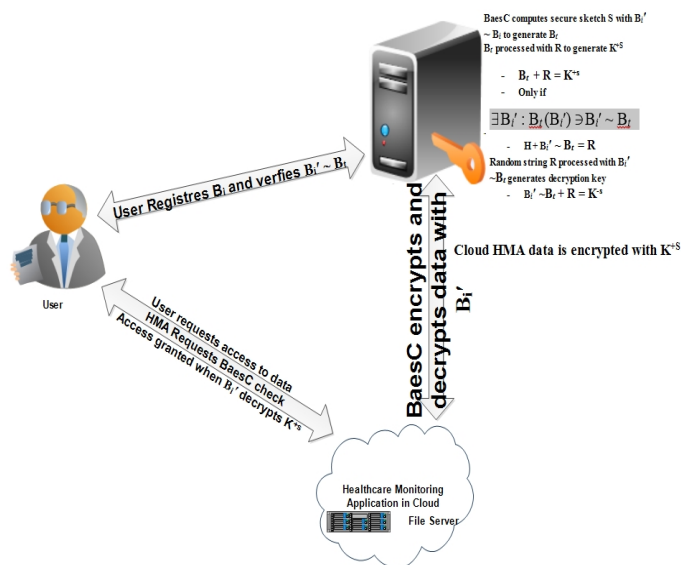 BaesC computes secure sketch S with Bᵢ′
~ Bᵢ to generate Bₜ
Bₜ processed with R to generate K⁺ˢ
- Bₜ + R = K⁺ˢ
- Only if
∃Bᵢ′ : Bₜ(Bᵢ′) ∋Bᵢ′ ~ Bₜ
- H+Bᵢ′ ~ Bₜ = R
Random string R processed with Bᵢ′
~Bₜ generates decryption key
- Bᵢ′ ~Bₜ + R = K⁻ˢ
User Registres Bᵢ and verfies Bᵢ′ ~ Bₜ
User
BaesC encrypts and
decrypts data with
Bᵢ′
Cloud HMA data is encrypted with K⁺ˢ
User requests access to data
HMA Requests BaesC check
Access granted when Bᵢ′ decrypts K⁺ˢ
Healthcare Monitoring
Application in Cloud
File Server